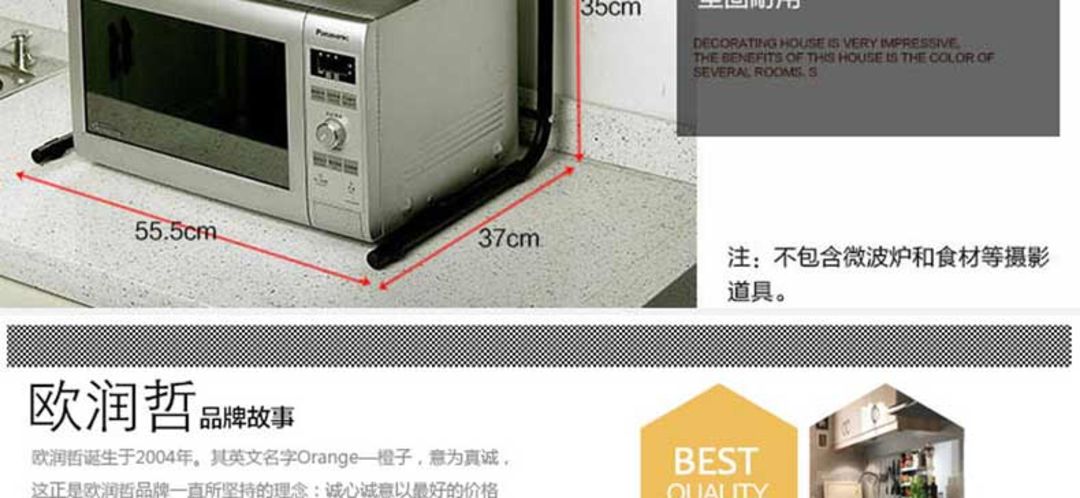 35cm
坚固耐用
DECORATING HOUSE IS VERY IMPRESSIVE,
THE BENEFITS OF THIS HOUSE IS THE COLOR OF
SEVERAL ROOMS. S
Panasonic
55.5cm
37cm
注：不包含微波炉和食材等摄影
道具。
欧润哲品牌故事
欧润哲诞生于2004年。其英文名字Orange—橙子，意为真诚，
这正是欧润哲品牌一直所坚持的理念：诚心诚意以最好的价格
BEST
QUALITY